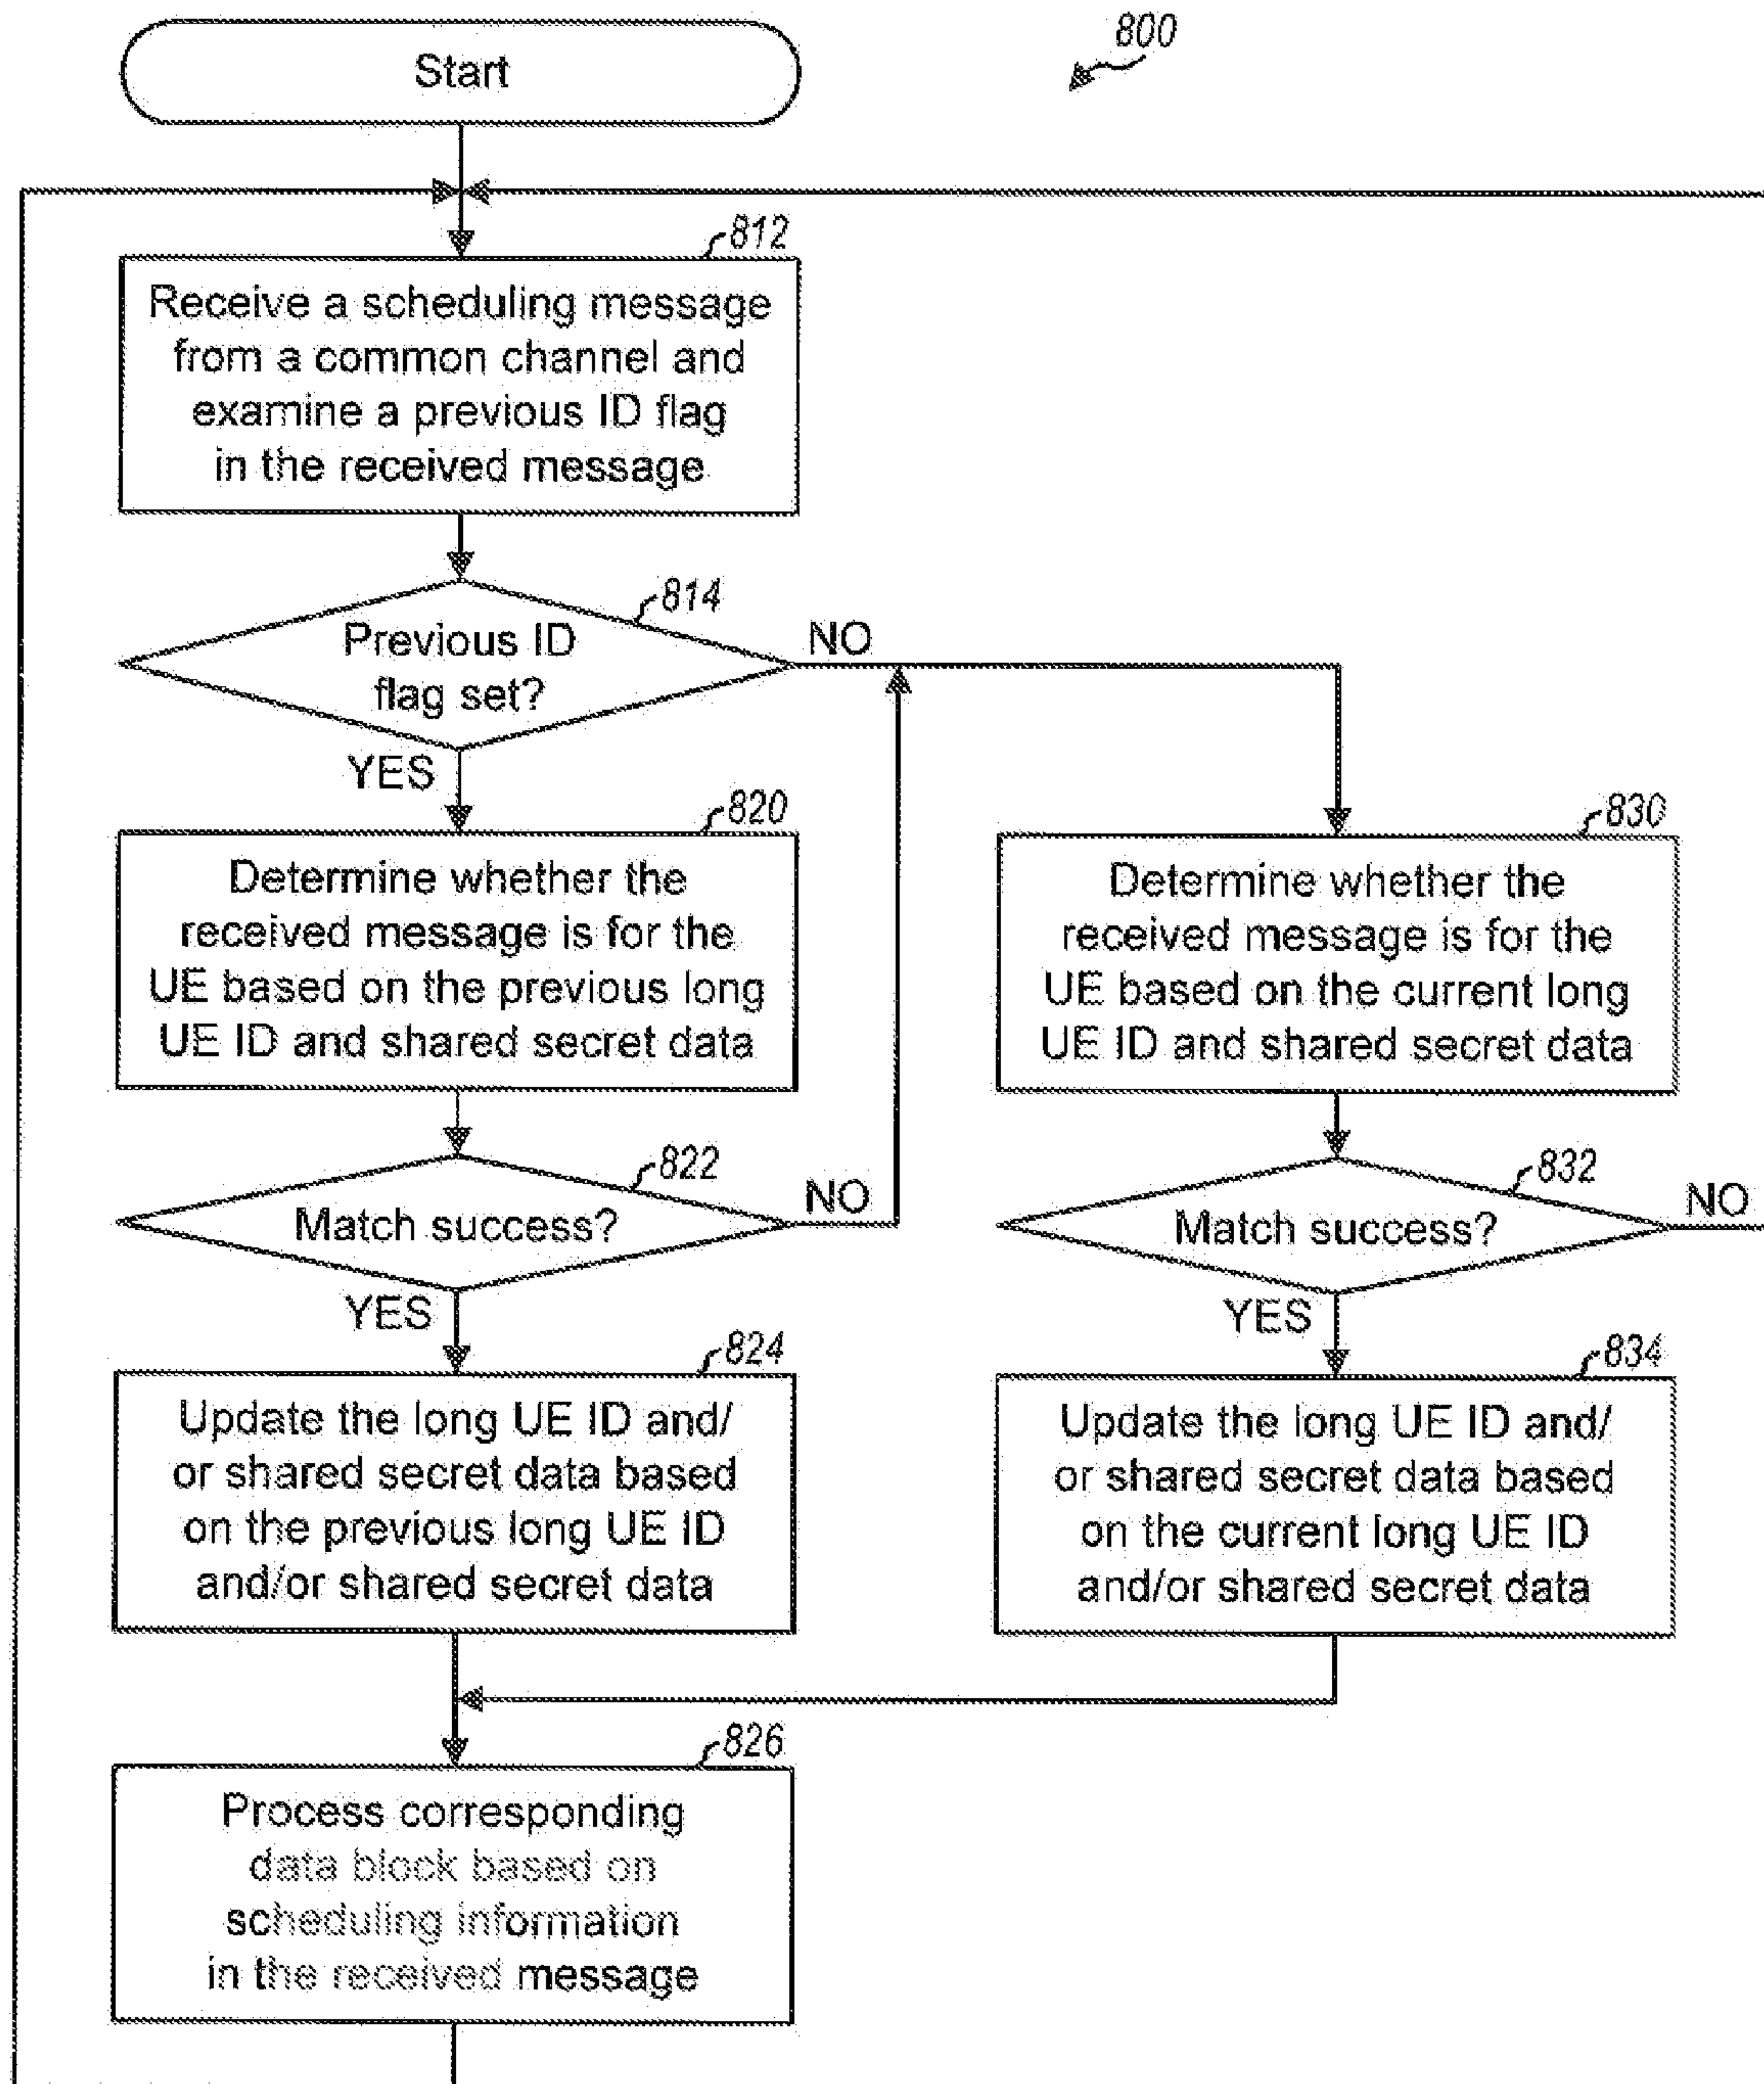 Start
800
812
Receive a scheduling message
from a common channel and
examine a previous ID flag
in the received message
814
Previous ID
flag set?
NO
YES
820
Determine whether the
received message is for the
UE based on the previous long
UE ID and shared secret data
830
Determine whether the
received message is for the
UE based on the current long
UE ID and shared secret data
822
Match success?
NO
YES
832
Match success?
NO
YES
824
Update the long UE ID and/
or shared secret data based
on the previous long UE ID
and/or shared secret data
834
Update the long UE ID and/
or shared secret data based
on the current long UE ID
and/or shared secret data
826
Process corresponding
data block based on
scheduling information
in the received message